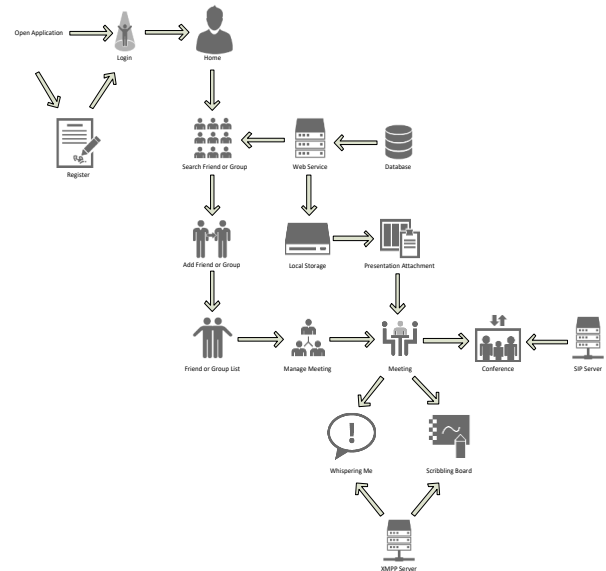 Open Application
Login
Home
Register
Search Friend or Group
Web Service
Database
Add Friend or Group
Local Storage
Presentation Attachment
Friend or Group List
Manage Meeting
Meeting
Conference
SIP Server
Whispering Me
Scribbling Board
XMPP Server